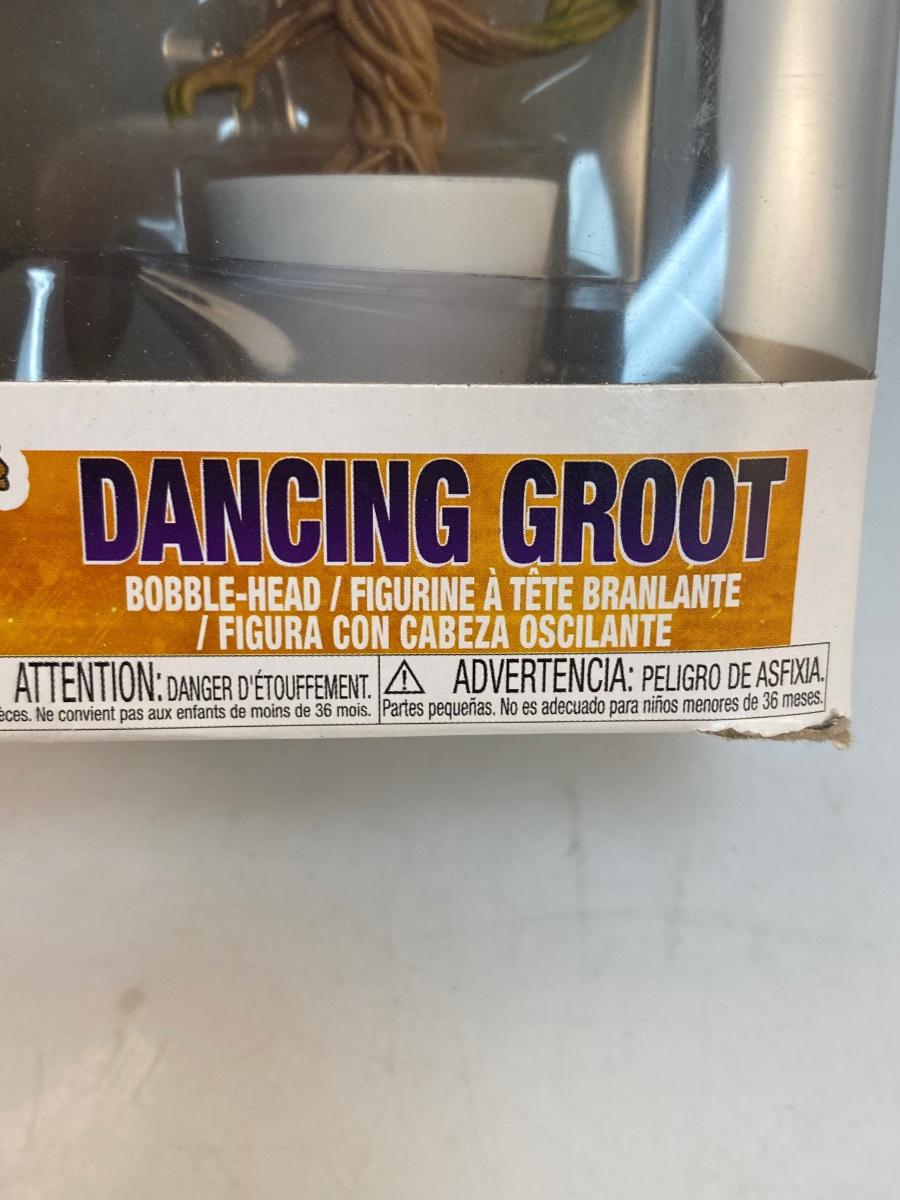 DANCING GROOT
BOBBLE-HEAD / FIGURINE À TÊTE BRANLANTE
/ FIGURA CON CABEZA OSCILANTE
ATTENTION: DANGER D'ÉTOUFFEMENT.
Ne convient pas aux enfants de moins de 36 mois.
ADVERTENCIA: PELIGRO DE ASFIXIA.
Partes pequeñas. No es adecuado para niños menores de 36 meses.